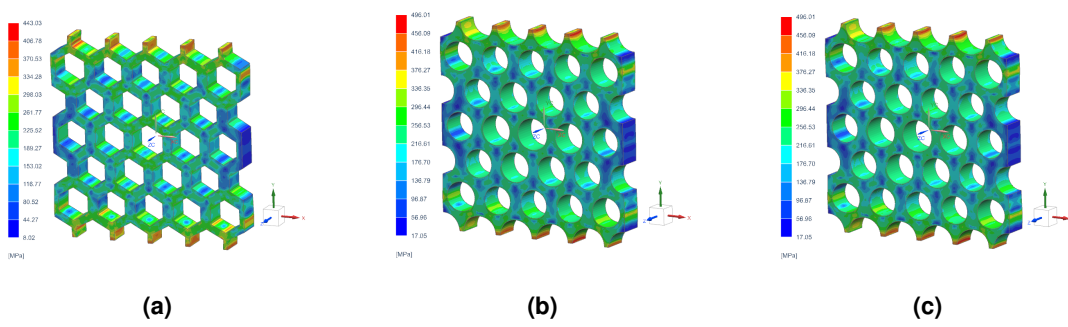 443.03
406.78
370.53
334.28
298.03
261.77
225.52
189.27
153.02
116.77
80.52
44.27
8.02
[MPa]
ZC
Y
X
(a)
496.01
456.09
416.18
376.27
336.35
296.44
256.53
216.61
176.70
136.79
96.87
56.96
17.05
[MPa]
ZC
Y
Z
X
(b)
496.01
456.09
416.18
376.27
336.35
296.44
256.53
216.61
176.70
136.79
96.87
56.96
17.05
[MPa]
ZC
Y
Z
X
(c)